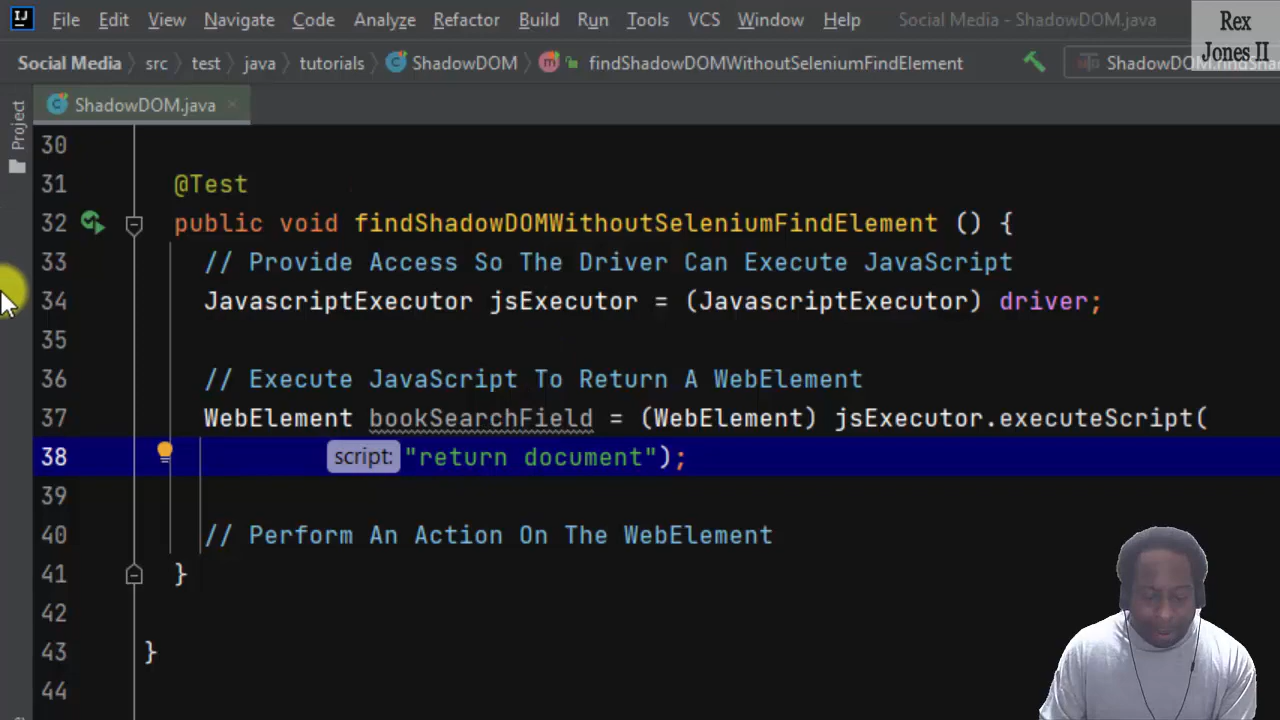 File Edit View Navigate Code Analyze Refactor Build Run Tools VCS Window Help Social Media - ShadowDOM.java
Rex
Jones II
Social Media src test java tutorials ShadowDOM findShadowDOMWithoutSeleniumFindElement
ShadowDOM.java
Project
30
31 @Test
32 public void findShadowDOMWithoutSeleniumFindElement () {
33 // Provide Access So The Driver Can Execute JavaScript
34 JavascriptExecutor jsExecutor = (JavascriptExecutor) driver;
35
36 // Execute JavaScript To Return A WebElement
37 WebElement bookSearchField = (WebElement) jsExecutor.executeScript(
38 script: "return document");
39
40 // Perform An Action On The WebElement
41 }
42
43 }
44